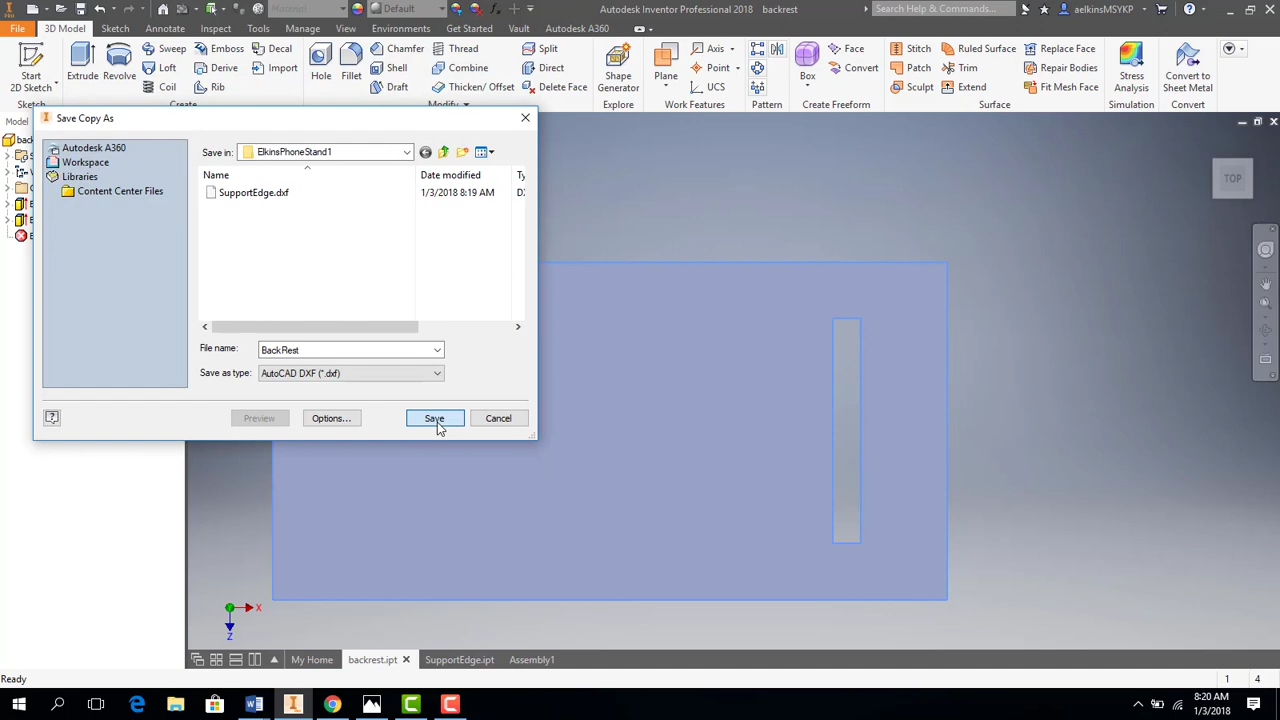 PRO
Material
Default
Autodesk Inventor Professional 2018 backrest
Search Help & Commands...
aelkinsMSYKP
File 3D Model Sketch Annotate Inspect Tools Manage View Environments Get Started Vault Autodesk A360
Start
2D Sketch
Sketch
Extrude Revolve
Sweep Emboss Decal
Loft Derive Import
Coil Rib
Create
Hole Fillet
Chamfer Thread Split
Shell Combine Direct
Draft Thicken/ Offset Delete Face
Modify
Shape
Generator
Explore
Plane
Axis
Point
UCS
Work Features
Pattern
Box
Face
Convert
Create Freeform
Stitch Ruled Surface Replace Face
Patch Trim Repair Bodies
Sculpt Extend Fit Mesh Face
Surface
Stress
Analysis
Simulation
Convert to
Sheet Metal
Convert
Model
Save Copy As
Autodesk A360
Workspace
Libraries
Content Center Files
Save in: ElkinsPhoneStand1
Name Date modified Ty
SupportEdge.dxf 1/3/2018 8:19 AM D
File name: BackRest
Save as type: AutoCAD DXF (*.dxf)
Preview Options... Save Cancel
TOP
X
Z
My Home backrest.ipt SupportEdge.ipt Assembly1
Ready 1 4
8:20 AM
1/3/2018